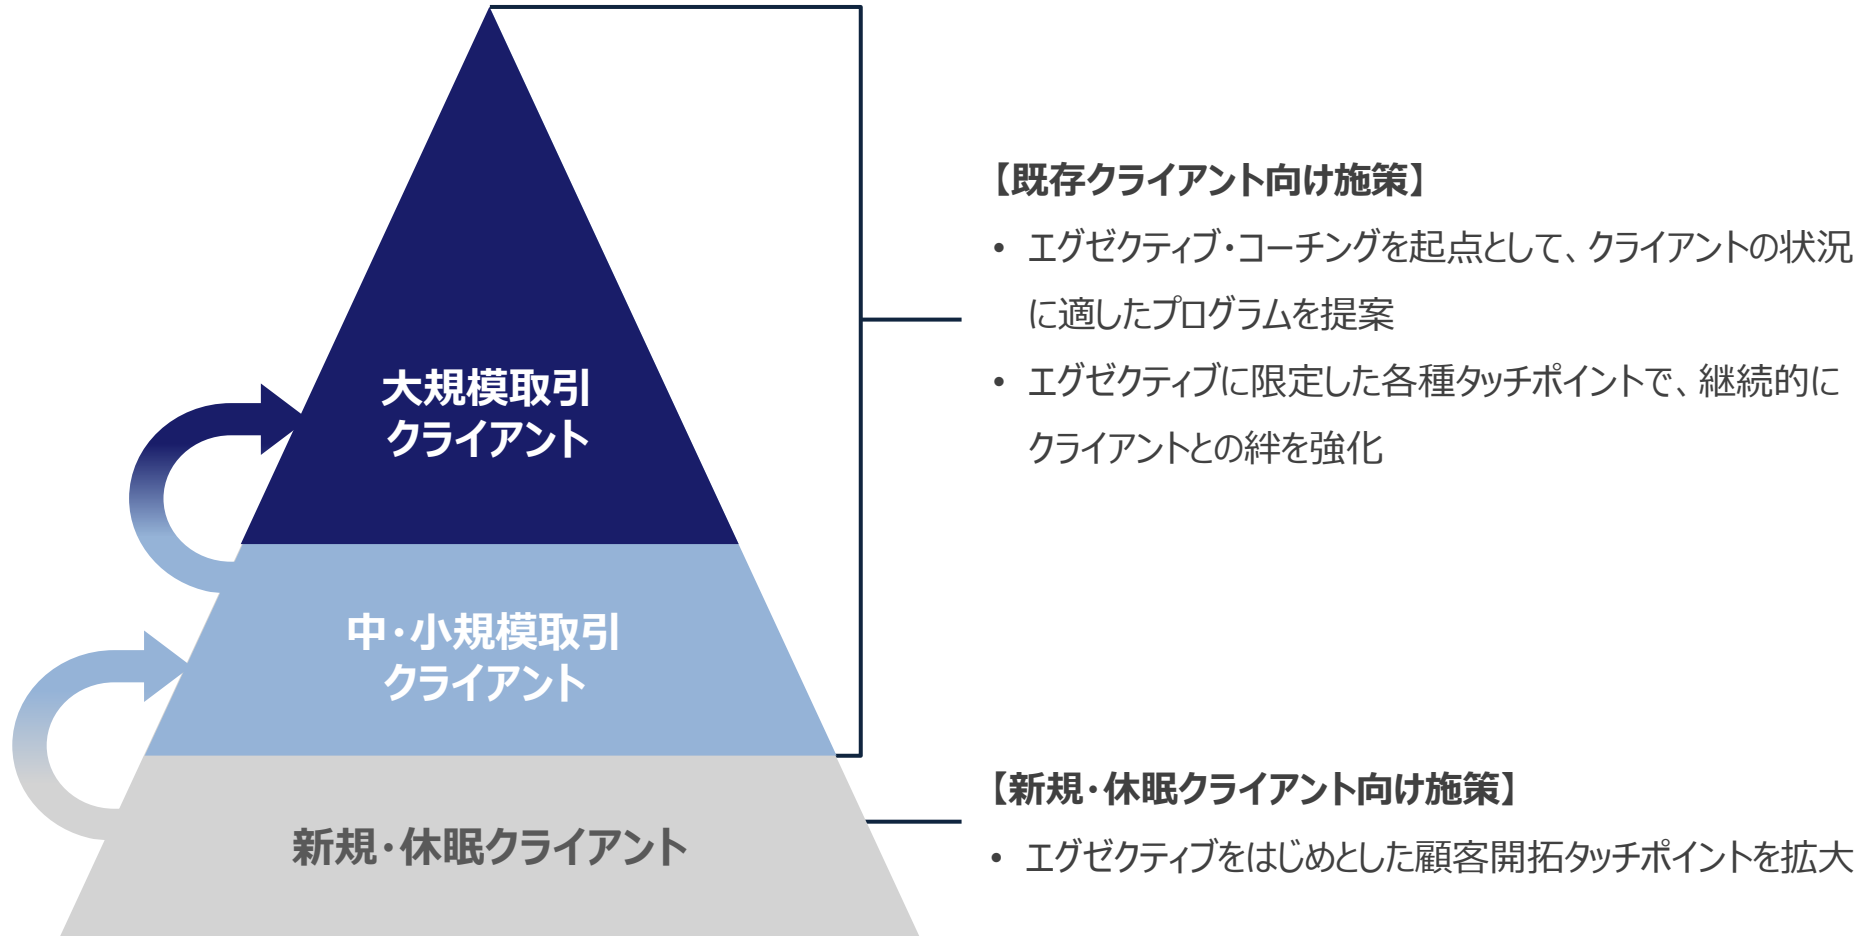 大規模取引
クライアント
中・小規模取引
クライアント
新規・休眠クライアント
【既存クライアント向け施策】
• エグゼクティブ・コーチングを起点として、クライアントの状況
に適したプログラムを提案
• エグゼクティブに限定した各種タッチポイントで、継続的に
クライアントとの絆を強化
【新規・休眠クライアント向け施策】
• エグゼクティブをはじめとした顧客開拓タッチポイントを拡大